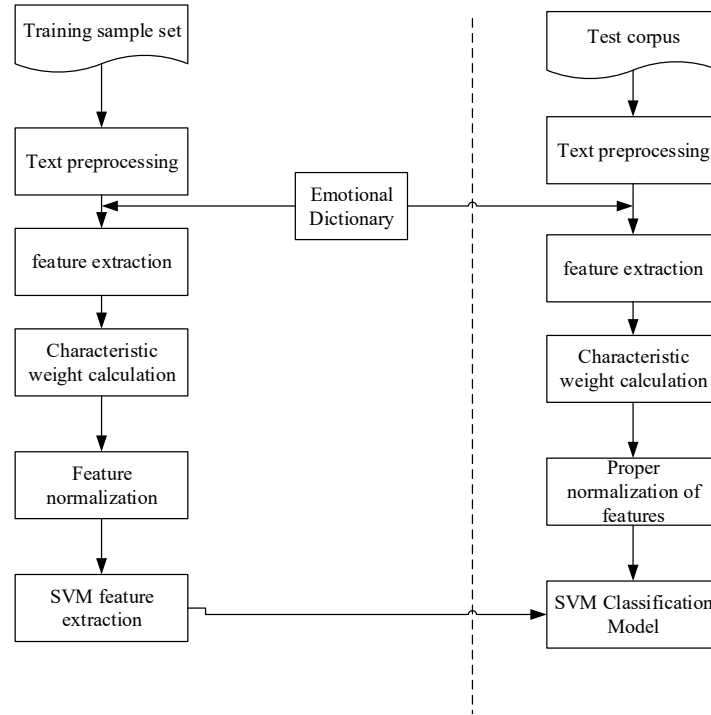 Training sample set
Text preprocessing
feature extraction
Characteristic
weight calculation
Feature
normalization
SVM feature
extraction
Emotional
Dictionary
Test corpus
Text preprocessing
feature extraction
Characteristic
weight calculation
Proper
normalization of
features
SVM Classification
Model